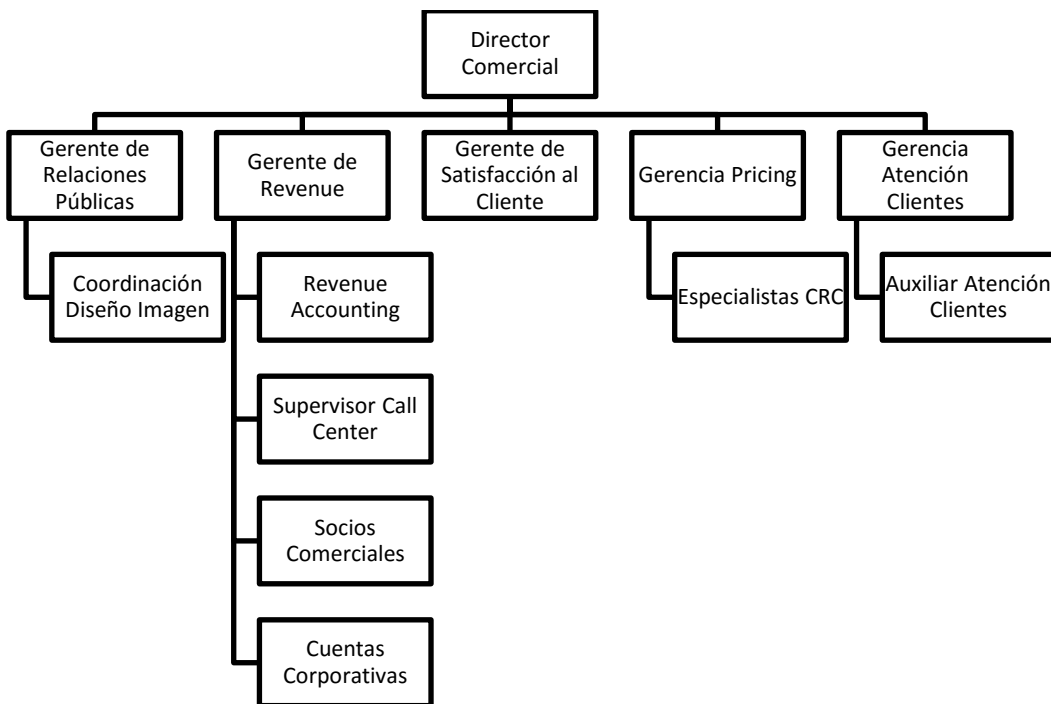 Director
Comercial
Gerente de
Relaciones
Públicas
Gerente de
Revenue
Gerente de
Satisfacción al
Cliente
Gerencia Pricing
Gerencia
Atención
Clientes
Coordinación
Diseño Imagen
Revenue
Accounting
Especialistas CRC
Auxiliar Atención
Clientes
Supervisor Call
Center
Socios
Comerciales
Cuentas
Corporativas